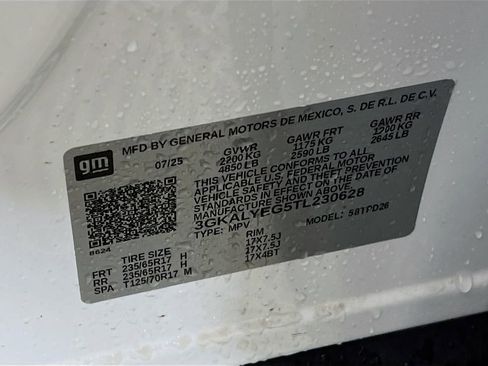 gm
MFD BY GENERAL MOTORS DE MEXICO, S. DE R.L. DE C.V.
07/25 GVWR GAWR FRT GAWR RR
2200 KG 1175 KG 1200 KG
4850 LB 2590 LB 2645 LB
THIS VEHICLE CONFORMS TO ALL
APPLICABLE U.S. FEDERAL MOTOR
VEHICLE SAFETY AND THEFT PREVENTION
STANDARDS IN EFFECT ON THE DATE OF
MANUFACTURE SHOWN ABOVE.
3GKALYEG5TL230628
TYPE: MPV MODEL:
8624
TIRE SIZE RIM
FRT 235/65R17 H 17X7.5J
RR 235/65R17 H 17X7.5J
SPA T125/70R17 M 17X4BT